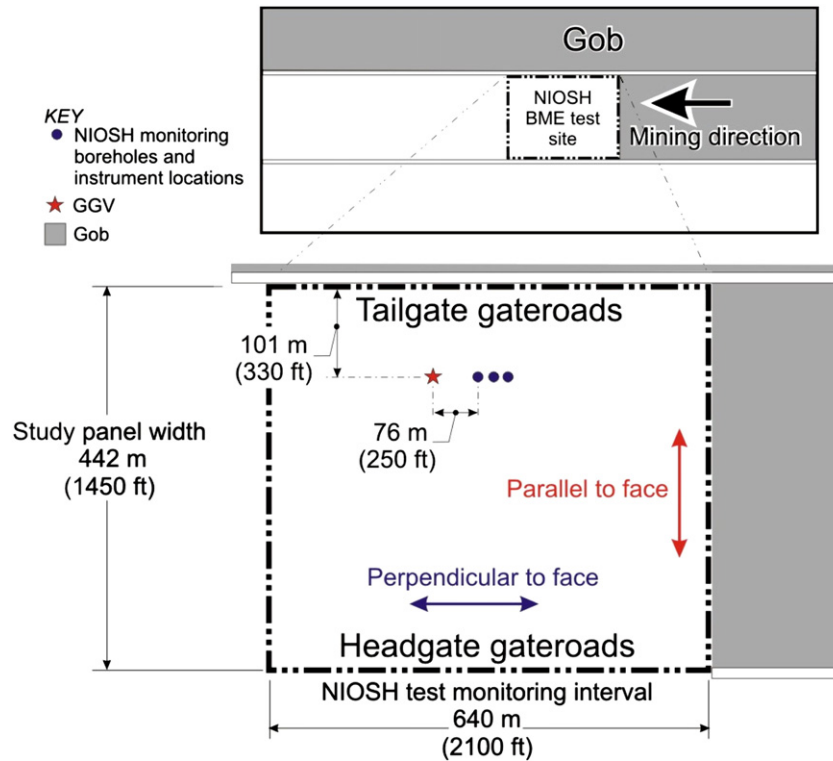 Gob
NIOSH
BME test
site
Mining direction
KEY
NIOSH monitoring
boreholes and
instrument locations
GGV
Gob
Tailgate gateroads
101 m
(330 ft)
76 m
(250 ft)
Study panel width
442 m
(1450 ft)
Parallel to face
Perpendicular to face
Headgate gateroads
NIOSH test monitoring interval
640 m
(2100 ft)